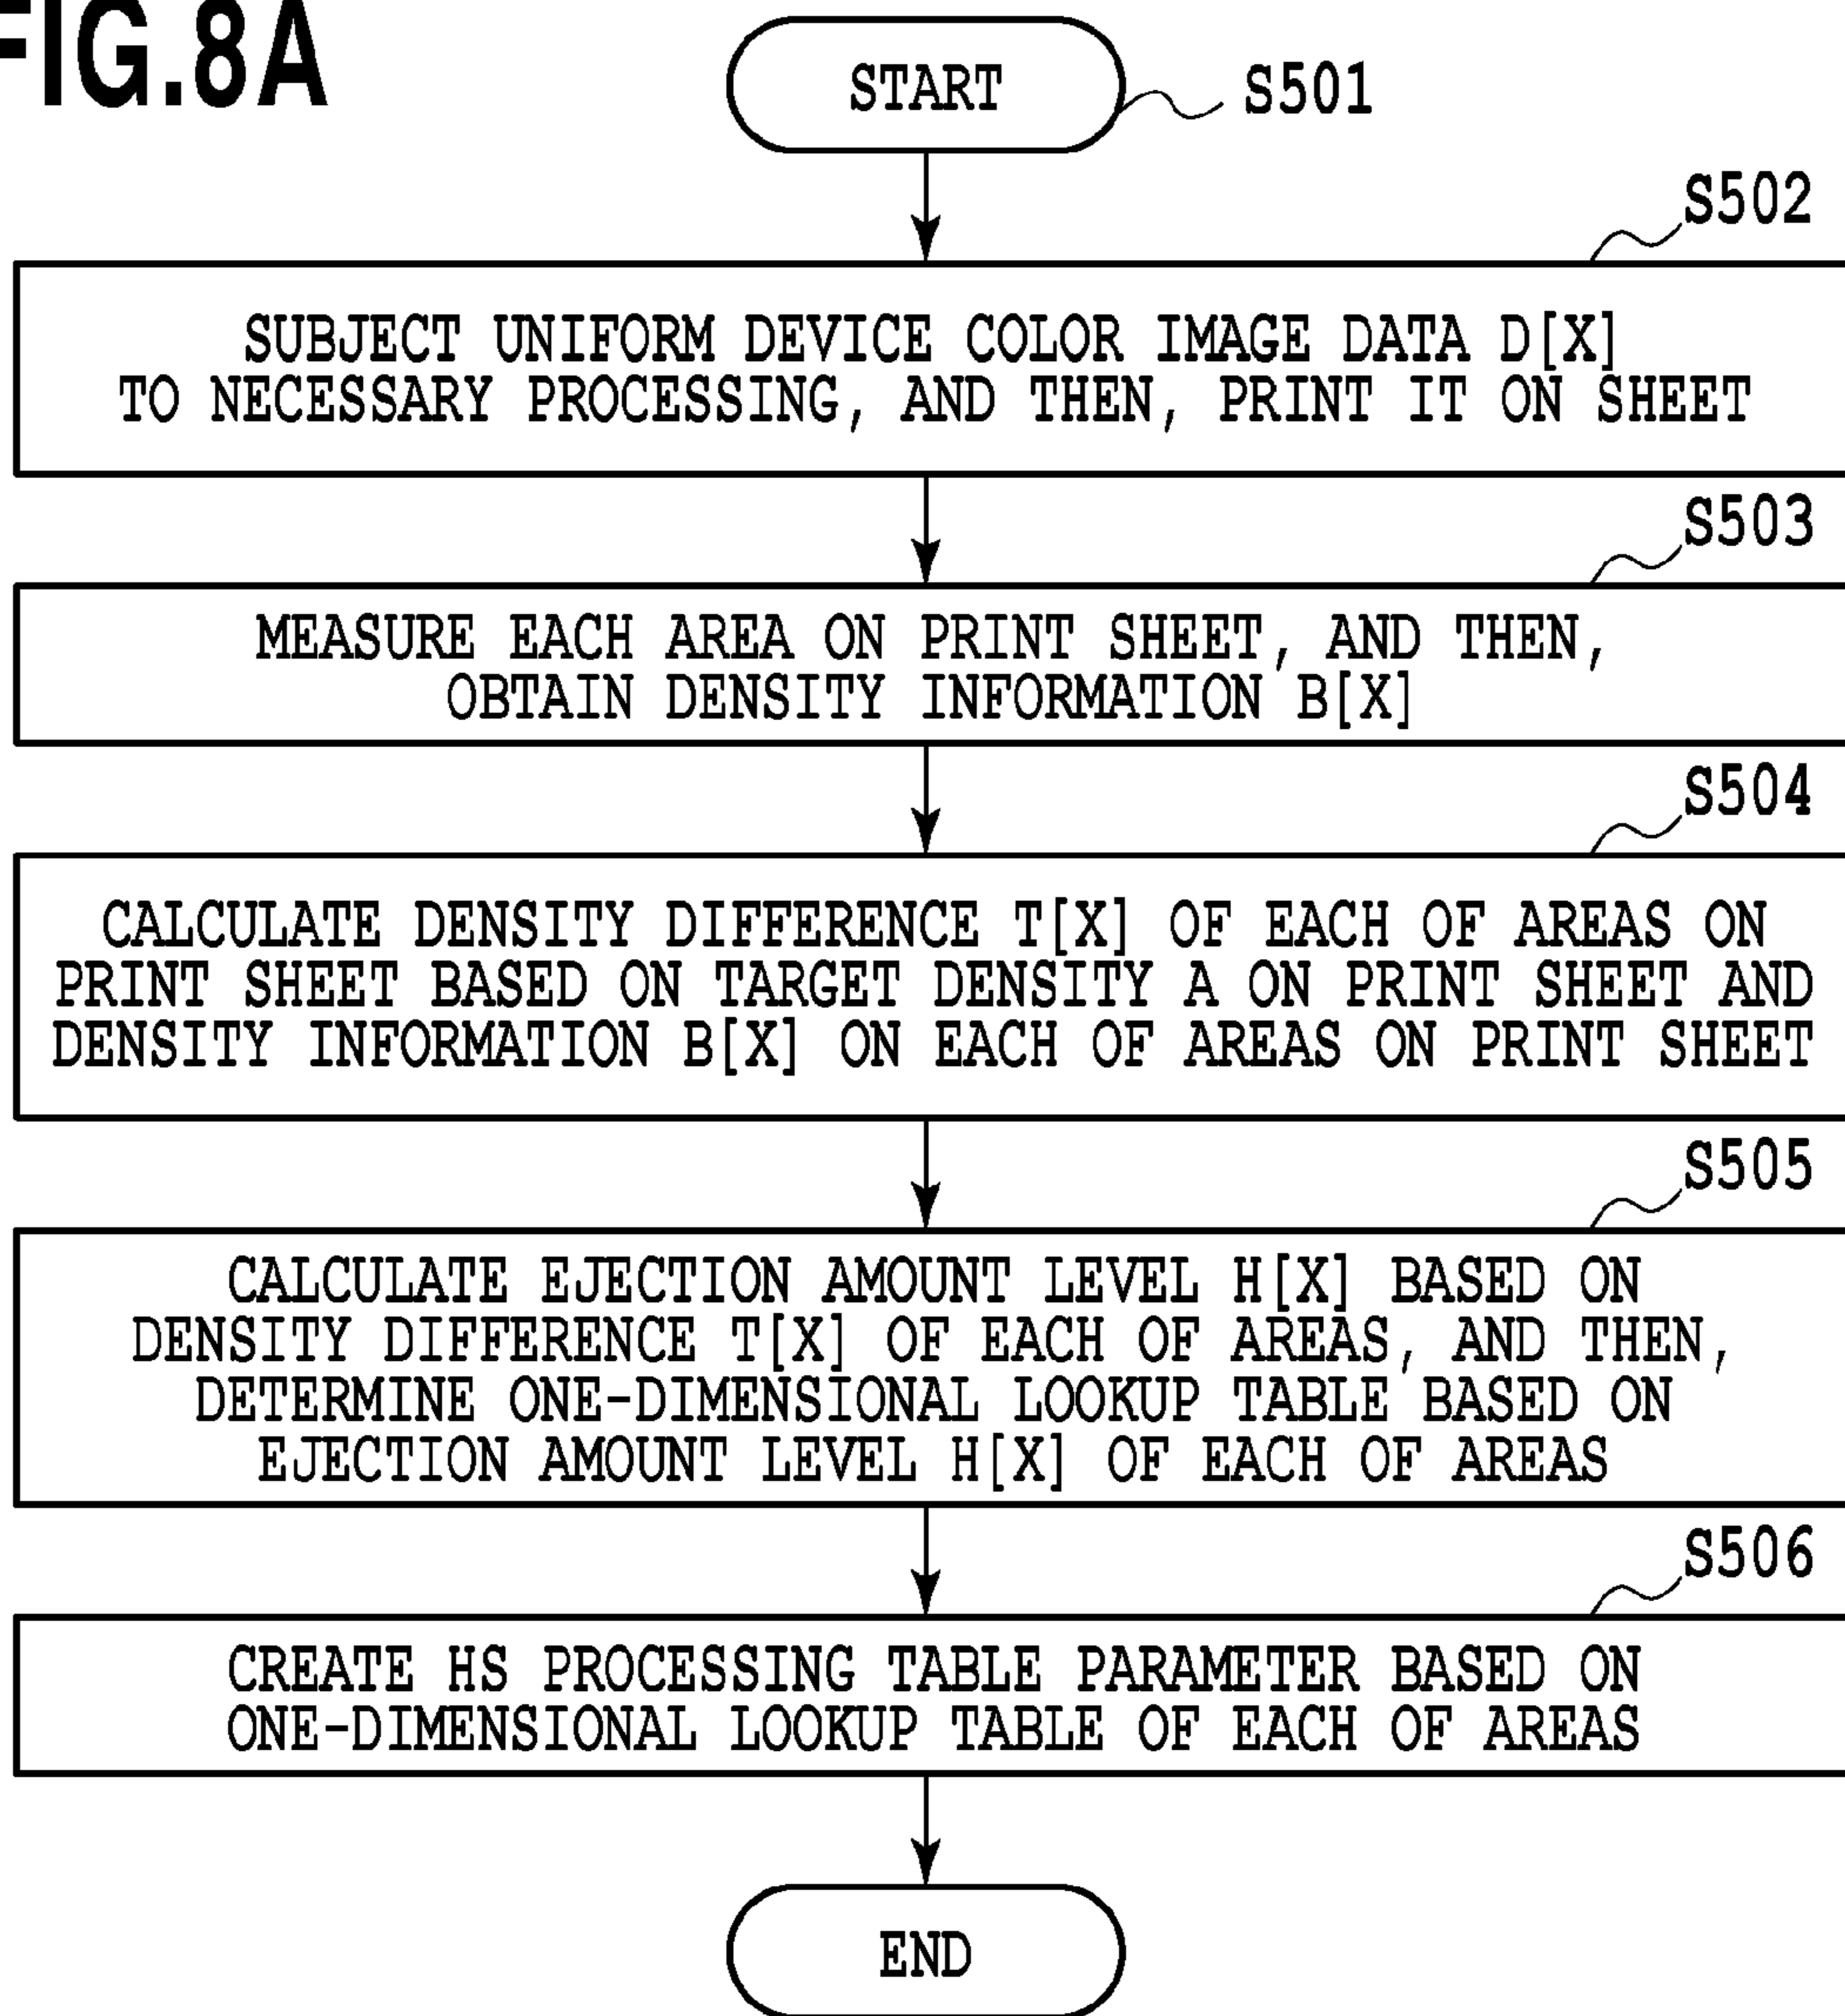 FIG.8A
START
S501
S502
SUBJECT UNIFORM DEVICE COLOR IMAGE DATA D[X]
TO NECESSARY PROCESSING, AND THEN, PRINT IT ON SHEET
S503
MEASURE EACH AREA ON PRINT SHEET, AND THEN,
OBTAIN DENSITY INFORMATION B[X]
S504
CALCULATE DENSITY DIFFERENCE T[X] OF EACH OF AREAS ON
PRINT SHEET BASED ON TARGET DENSITY A ON PRINT SHEET AND
DENSITY INFORMATION B[X] ON EACH OF AREAS ON PRINT SHEET
S505
CALCULATE EJECTION AMOUNT LEVEL H[X] BASED ON
DENSITY DIFFERENCE T[X] OF EACH OF AREAS, AND THEN,
DETERMINE ONE-DIMENSIONAL LOOKUP TABLE BASED ON
EJECTION AMOUNT LEVEL H[X] OF EACH OF AREAS
S506
CREATE HS PROCESSING TABLE PARAMETER BASED ON
ONE-DIMENSIONAL LOOKUP TABLE OF EACH OF AREAS
END